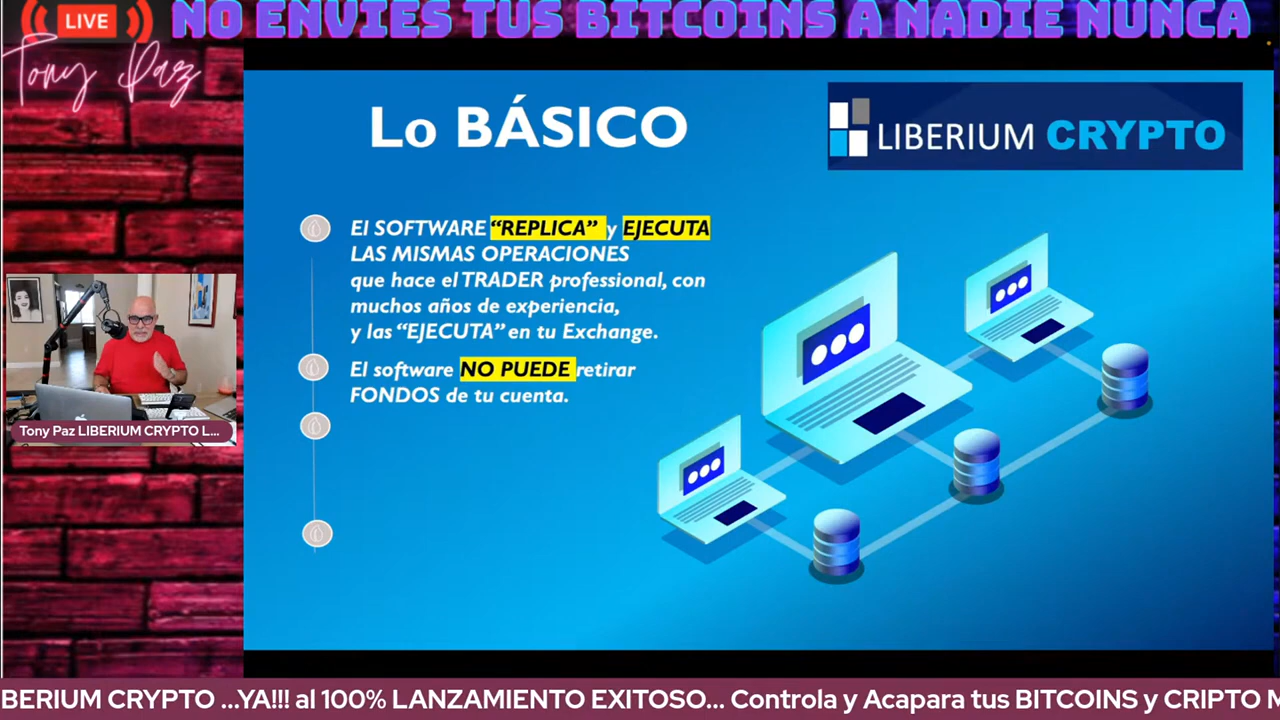 LIVE
NO ENVIES TUS BITCOINS A NADIE NUNCA
Tony Paz
Lo BÁSICO
LIBERIUM CRYPTO
El SOFTWARE “REPLICA” y EJECUTA
LAS MISMAS OPERACIONES
que hace el TRADER professional, con
muchos años de experiencia,
y las “EJECUTA” en tu Exchange.
El software NO PUEDE retirar
FONDOS de tu cuenta.
Tony Paz LIBERIUM CRYPTO L...
BERIUM CRYPTO ...YA!!! al 100% LANZAMIENTO EXITOSO... Controla y Acapara tus BITCOINS y CRIPTO